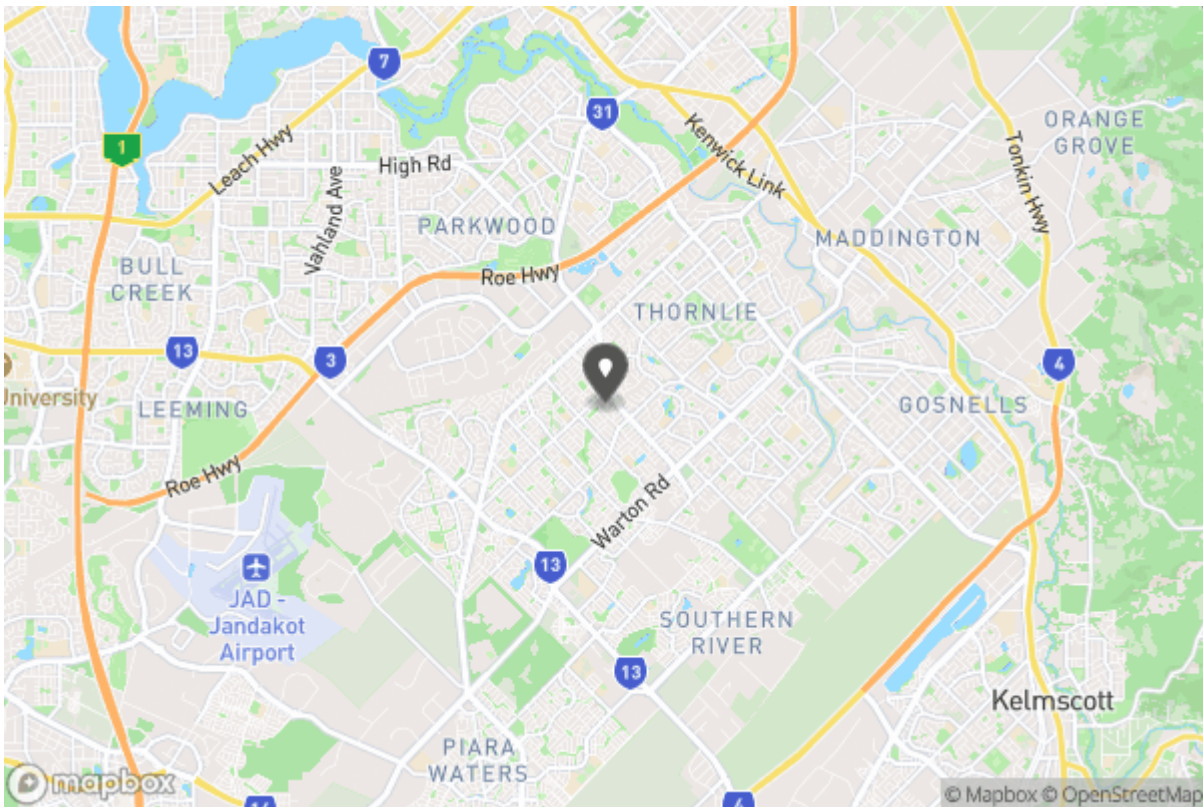 7
31
ORANGE
GROVE
1
Leach Hwy
High Rd
Kenwick Link
Tonkin Hwy
Vahland Ave
PARKWOOD
MADDINGTON
BULL
CREEK
Roe Hwy
THORNLIE
13
3
4
University
LEEMING
GOSNELLS
Roe Hwy
Warton Rd
13
JAD -
Jandakot
Airport
SOUTHERN
RIVER
13
Kelmscott
PIARA
WATERS
mapbox
© Mapbox © OpenStreetMap